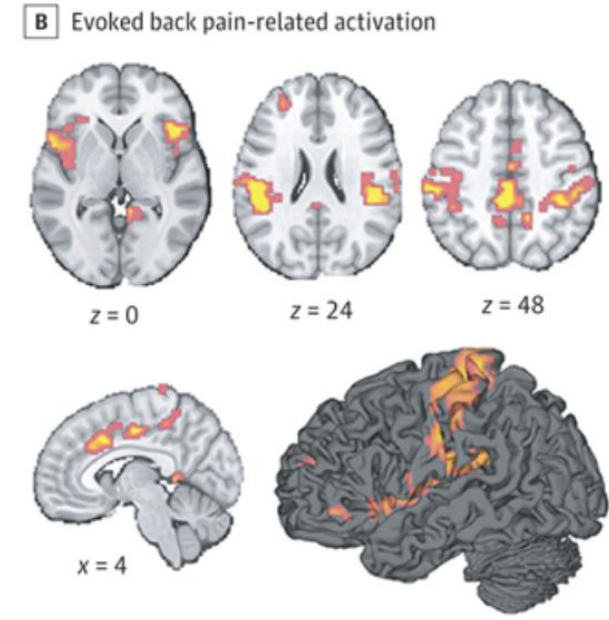 B Evoked back pain-related activation
z = 0
z = 24
z = 48
x = 4